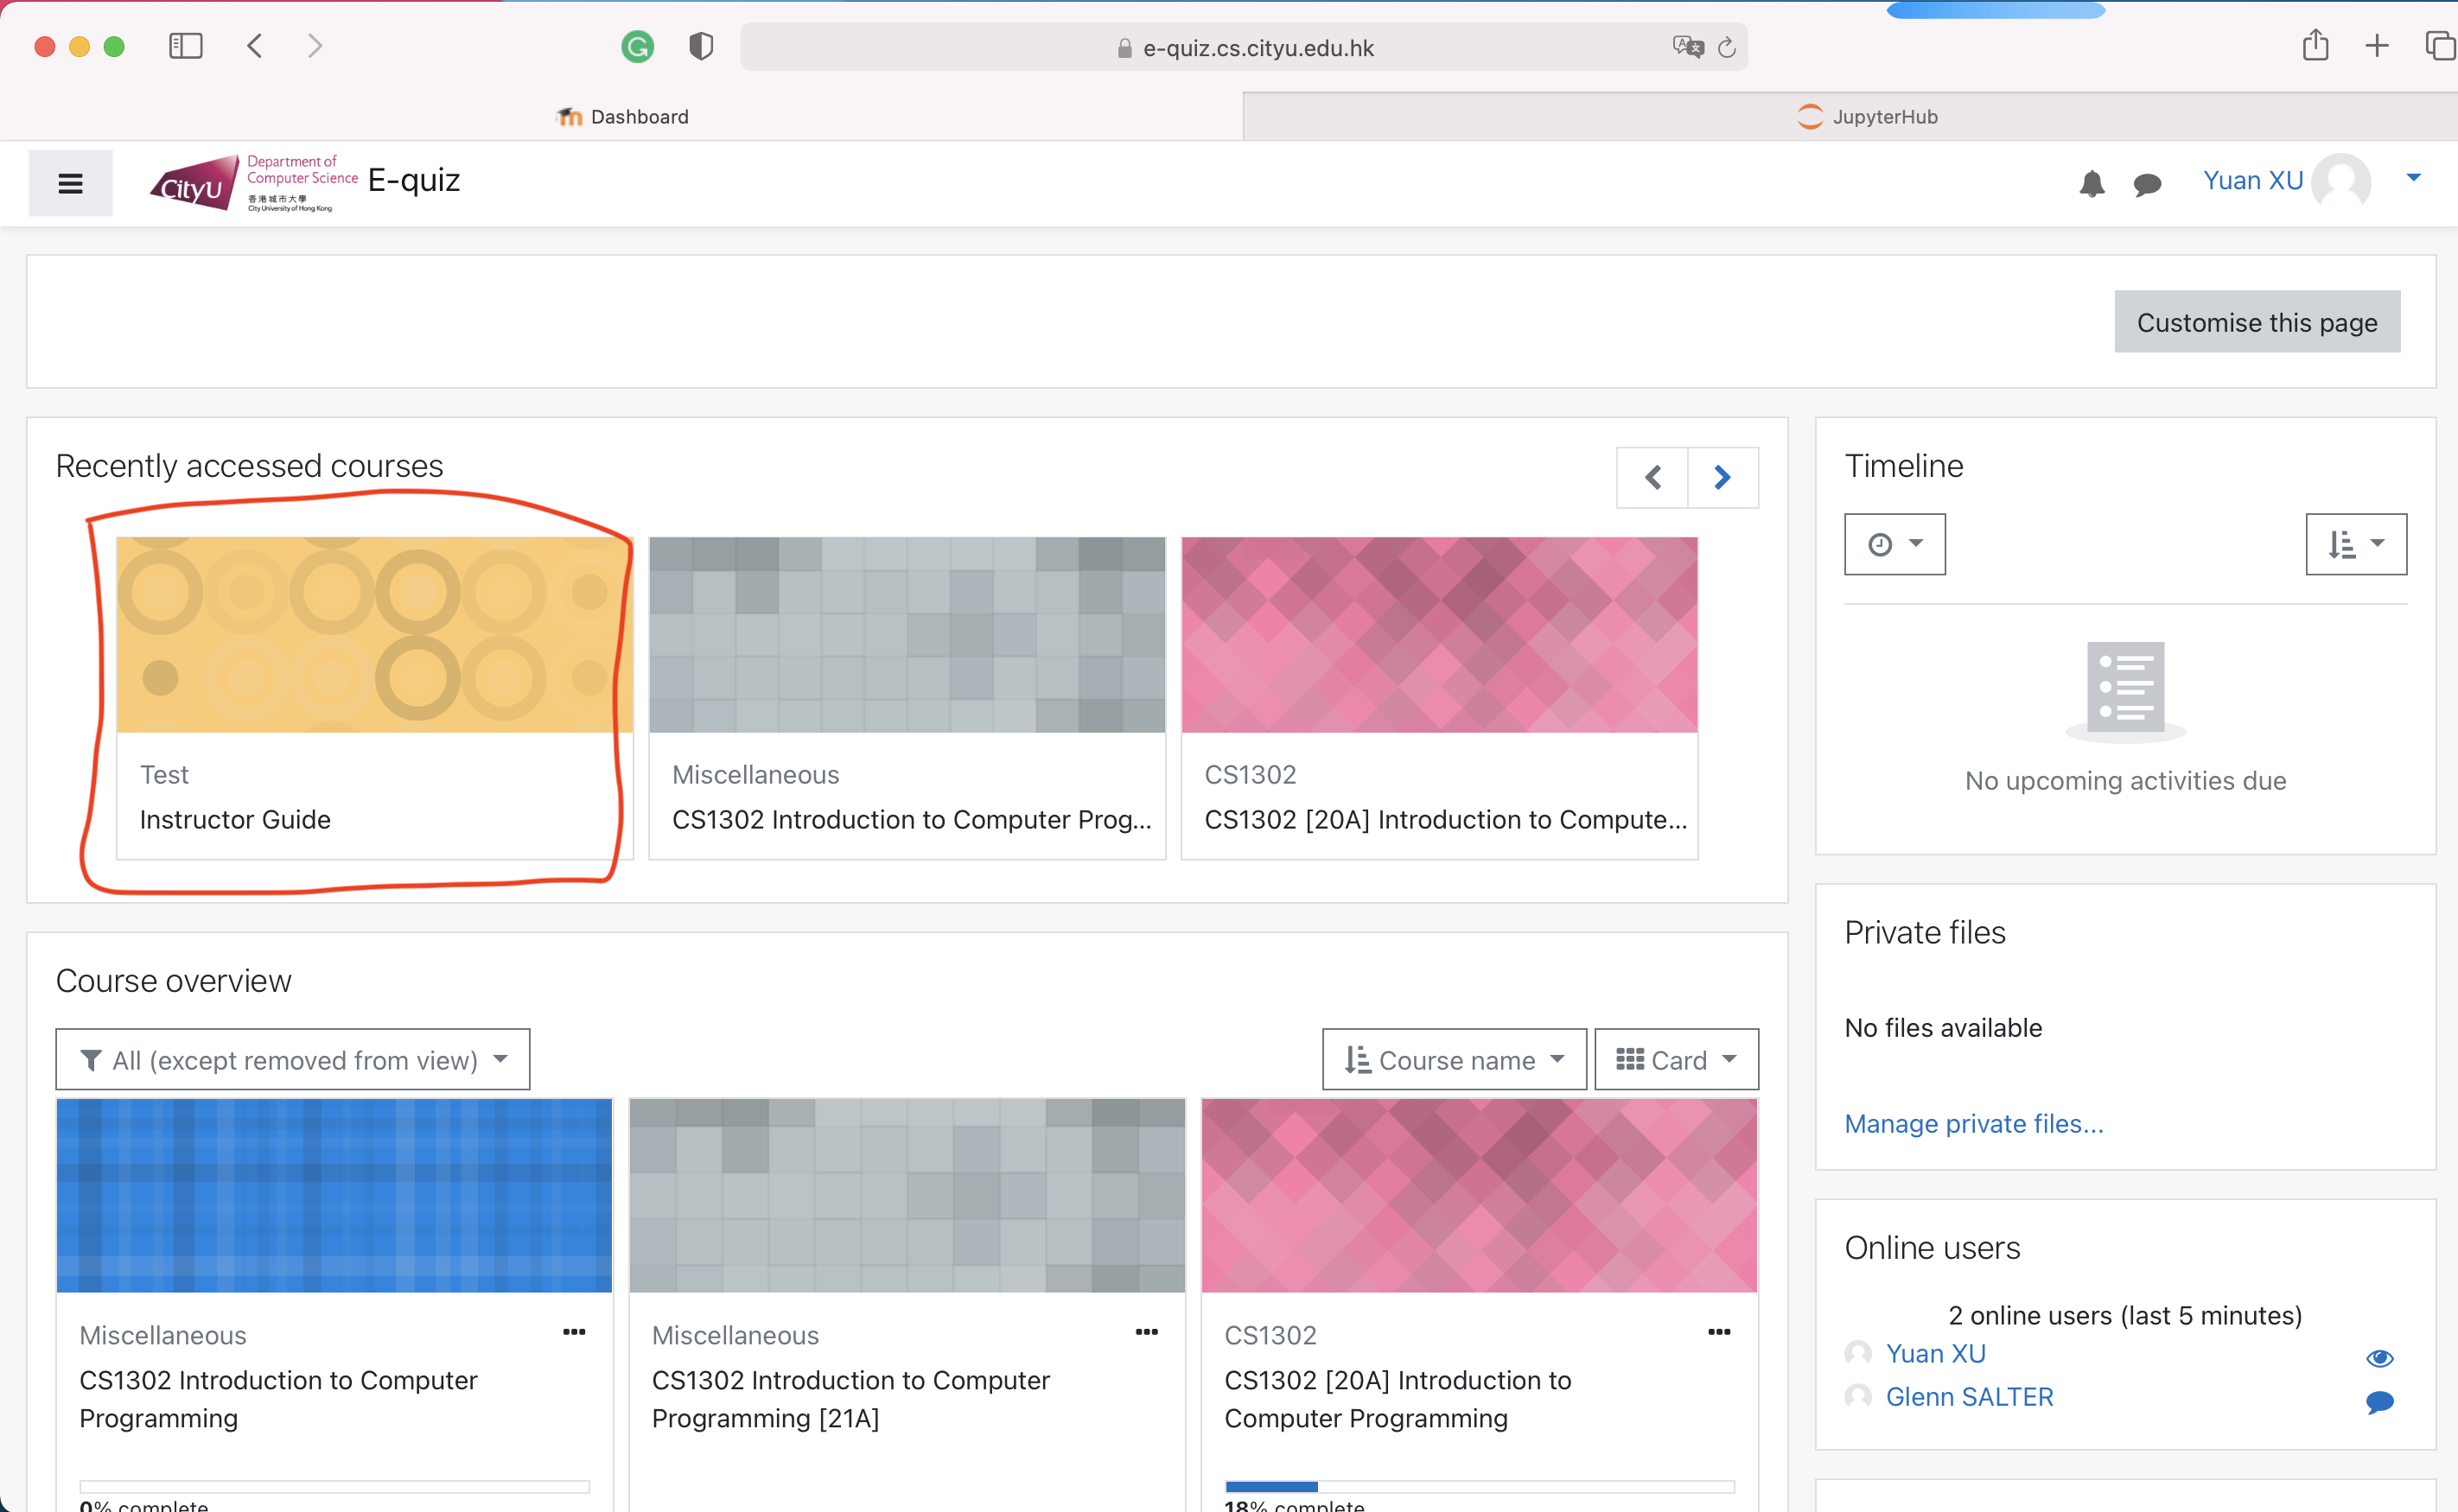 e-quiz.cs.cityu.edu.hk
Dashboard
JupyterHub
CityU
Department of
Computer Science
香港城市大學
City University of Hong Kong
E-quiz
Yuan XU
Customise this page
Recently accessed courses
Test
Instructor Guide
Miscellaneous
CS1302 Introduction to Computer Prog...
CS1302
CS1302 [20A] Introduction to Compute...
Timeline
No upcoming activities due
Course overview
All (except removed from view)
Course name
Card
Miscellaneous
CS1302 Introduction to Computer
Programming
0% complete
Miscellaneous
CS1302 Introduction to Computer
Programming [21A]
CS1302
CS1302 [20A] Introduction to
Computer Programming
18% complete
Private files
No files available
Manage private files...
Online users
2 online users (last 5 minutes)
Yuan XU
Glenn SALTER